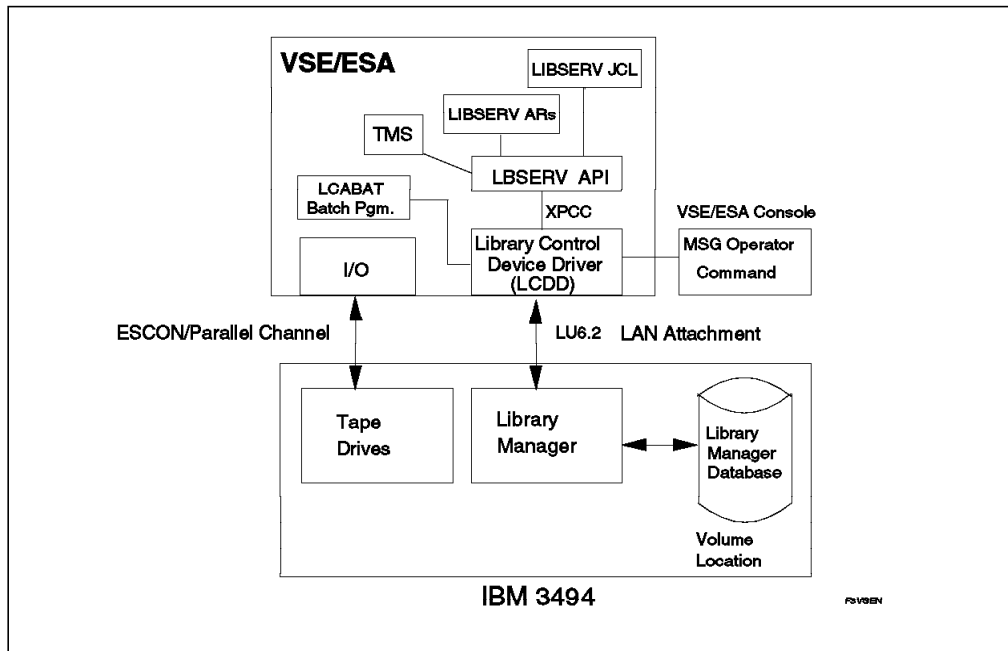 VSE/ESA
LIBSERV JCL
LIBSERV ARs
TMS
LBSERV API
LCABAT
Batch Pgm.
XPCC
VSE/ESA Console
I/O
Library Control
Device Driver
(LCDD)
MSG Operator
Command
ESCON/Parallel Channel
LU6.2
LAN Attachment
Tape
Drives
Library
Manager
Library
Manager
Database
Volume
Location
IBM 3494